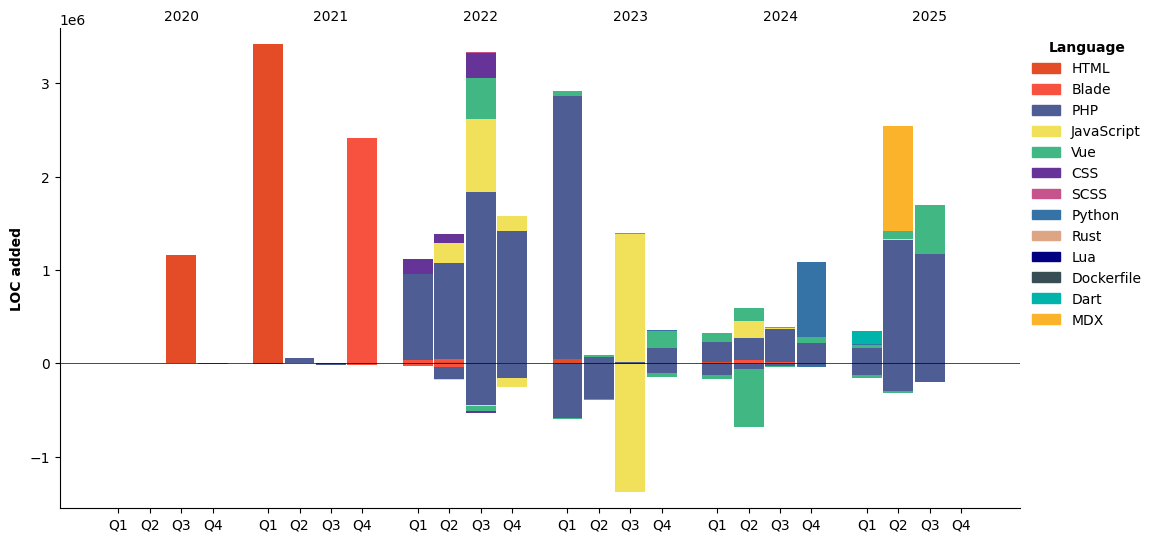 1e6
2020 2021 2022 2023 2024 2025
LOC added
3
2
1
0
−1
Q1 Q2 Q3 Q4 Q1 Q2 Q3 Q4 Q1 Q2 Q3 Q4 Q1 Q2 Q3 Q4 Q1 Q2 Q3 Q4 Q1 Q2 Q3 Q4
Language
HTML
Blade
PHP
JavaScript
Vue
CSS
SCSS
Python
Rust
Lua
Dockerfile
Dart
MDX